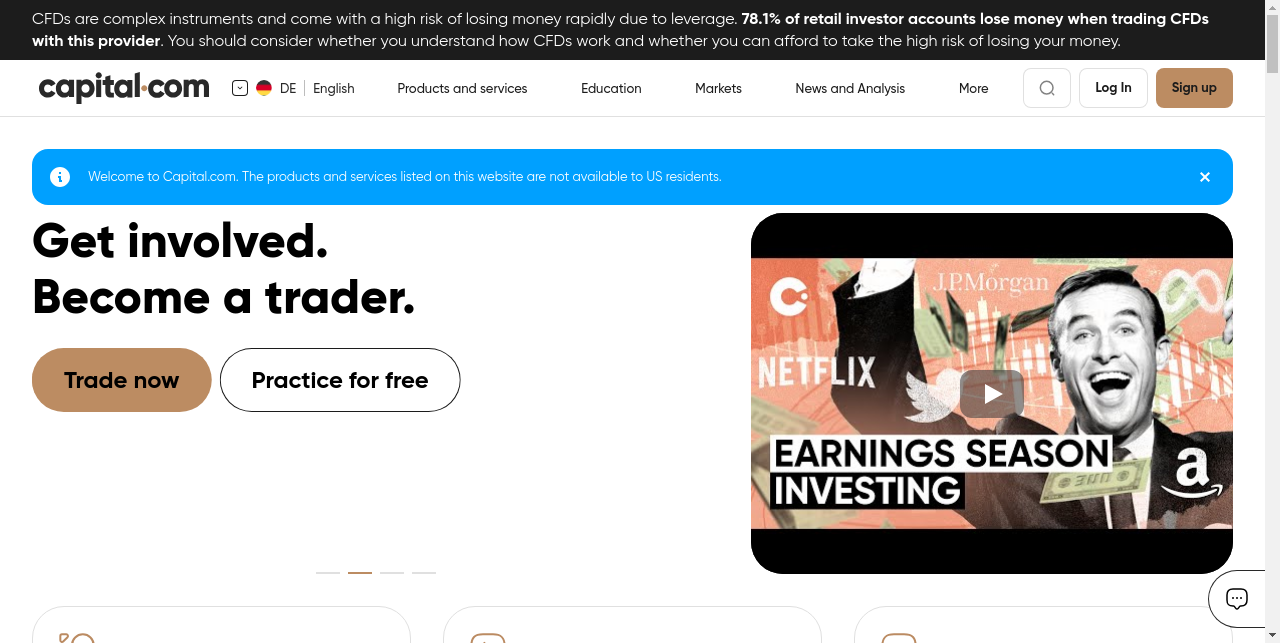 CFDs are complex instruments and come with a high risk of losing money rapidly due to leverage. 78.1% of retail investor accounts lose money when trading CFDs
with this provider. You should consider whether you understand how CFDs work and whether you can afford to take the high risk of losing your money.
capital.com
DE English
Products and services
Education
Markets
News and Analysis
More
Log In
Sign up
Welcome to Capital.com. The products and services listed on this website are not available to US residents.
Get involved.
Become a trader.
Trade now
Practice for free
J.P.Morgan
NETFLIX
EARNINGS SEASON
INVESTING
a